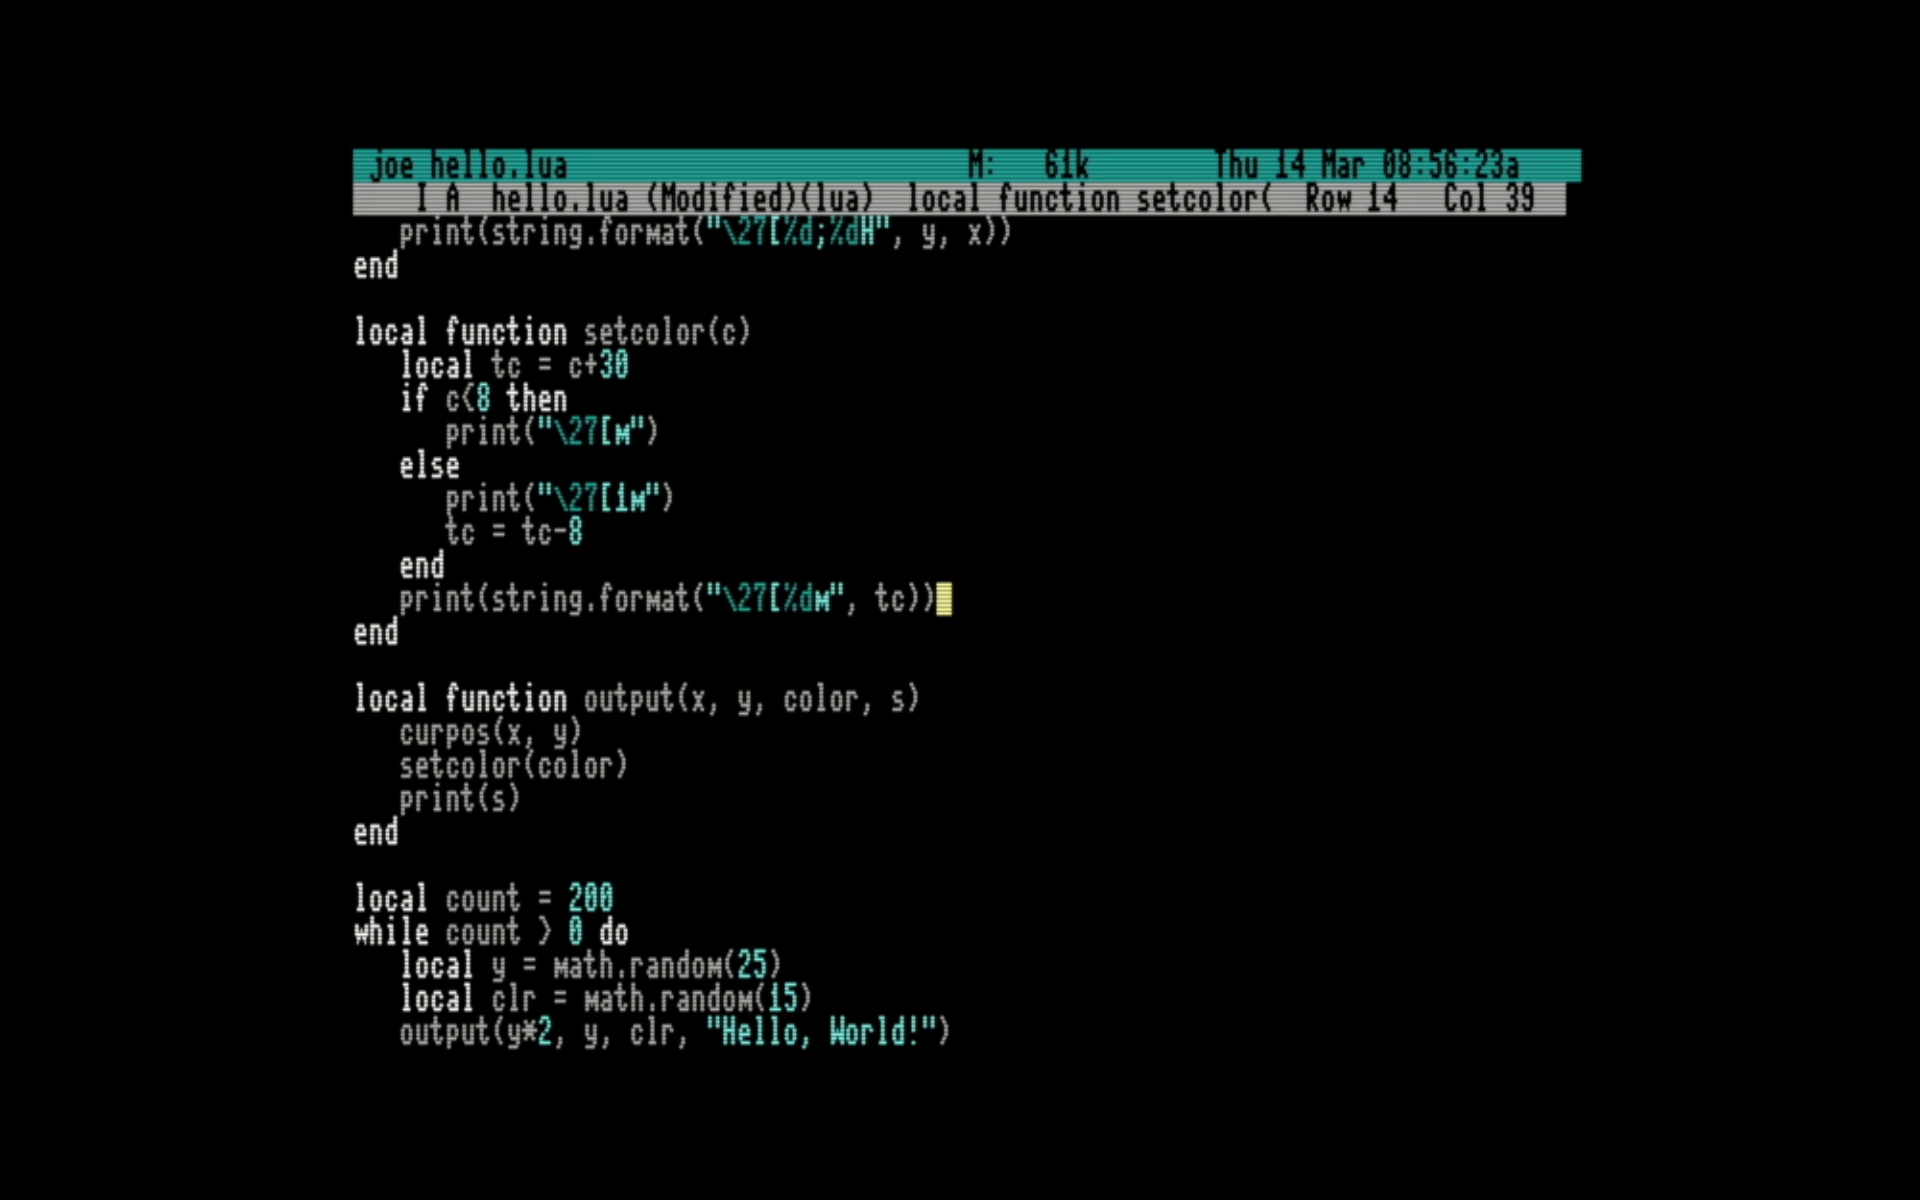 joe hello.lua M: 61k Thu 14 Mar 08:56:23a
I A hello.lua (Modified)(lua) local function setcolor( Row 14 Col 39
print(string.format("\27[%d;%dH", y, x))
end
local function setcolor(c)
local tc = c+30
if c<8 then
print("\27[m")
else
print("\27[1m")
tc = tc-8
end
print(string.format("\27[%dm", tc))
end
local function output(x, y, color, s)
curpos(x, y)
setcolor(color)
print(s)
end
local count = 200
while count > 0 do
local y = math.random(25)
local clr = math.random(15)
output(y*2, y, clr, "Hello, World!")